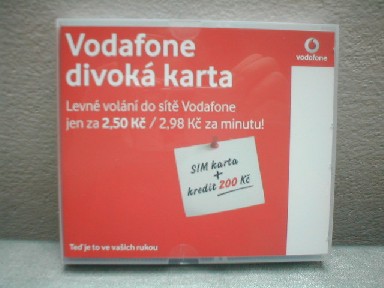 Vodafone
divoká karta
vodafone
Levné volání do sítě Vodafone
jen za 2,50 Kč / 2,98 Kč za minutu!
SIM karta
+
kredit 200 Kč
Teď je to ve vašich rukou